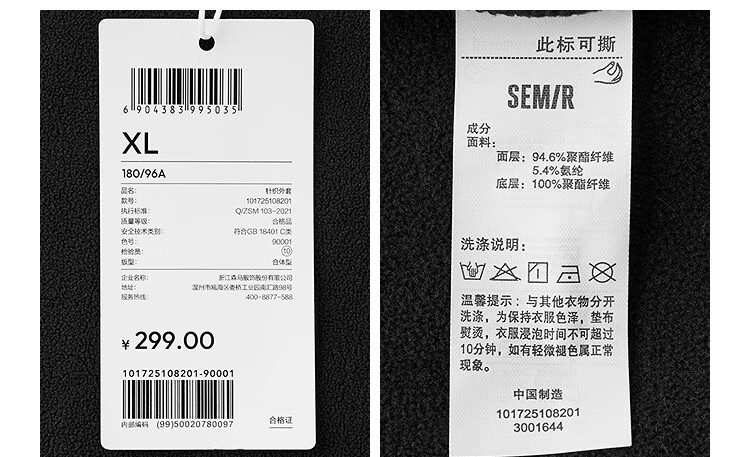 6 904383 995035
XL
180/96A
品名: 针织外套
款号: 101725108201
执行标准: Q/ZSM 103-2021
质量等级: 合格品
安全技术类别: 符合GB 18401 C类
色号: 90001
检验员: 10
版型: 合体型
企业名称: 浙江森马服饰股份有限公司
地址: 温州市瓯海区娄桥工业园南汇路98号
服务热线: 400-8877-588
¥ 299.00
101725108201-90001
内部编码 (99)50020780097
合格证
此标可撕
SEM/R
成分
面料:
面层: 94.6%聚酯纤维
5.4%氨纶
底层: 100%聚酯纤维
洗涤说明:
温馨提示: 与其他衣物分开
洗涤, 为保持衣服色泽, 垫布
熨烫, 衣服浸泡时间不可超过
10分钟, 如有轻微褪色属正常
现象。
中国制造
101725108201
3001644